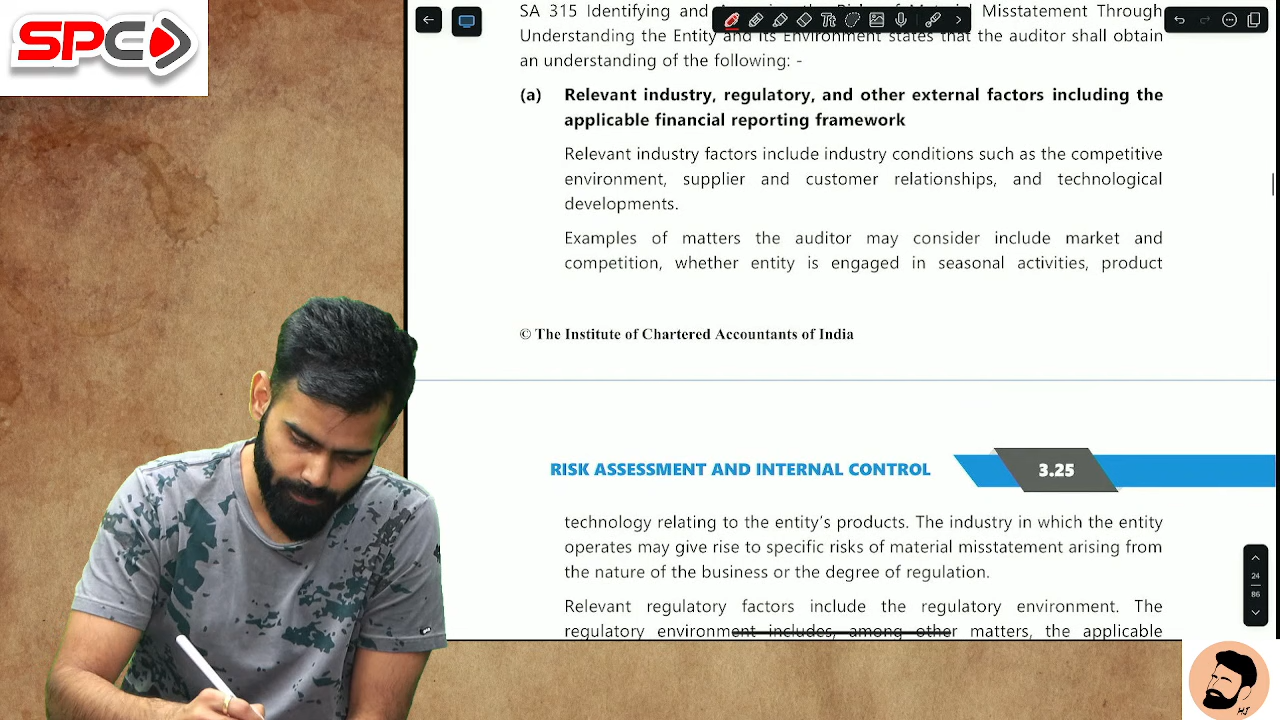 SPC
SA 315 Identifying and Misstatement Through
Understanding the Entity and its Environment states that the auditor shall obtain
an understanding of the following: -
(a) Relevant industry, regulatory, and other external factors including the
applicable financial reporting framework
Relevant industry factors include industry conditions such as the competitive
environment, supplier and customer relationships, and technological
developments.
Examples of matters the auditor may consider include market and
competition, whether entity is engaged in seasonal activities, product
© The Institute of Chartered Accountants of India
RISK ASSESSMENT AND INTERNAL CONTROL 3.25
technology relating to the entity's products. The industry in which the entity
operates may give rise to specific risks of material misstatement arising from
the nature of the business or the degree of regulation.
24
86
Relevant regulatory factors include the regulatory environment. The
regulatory environment includes, among other matters, the applicable
HJ